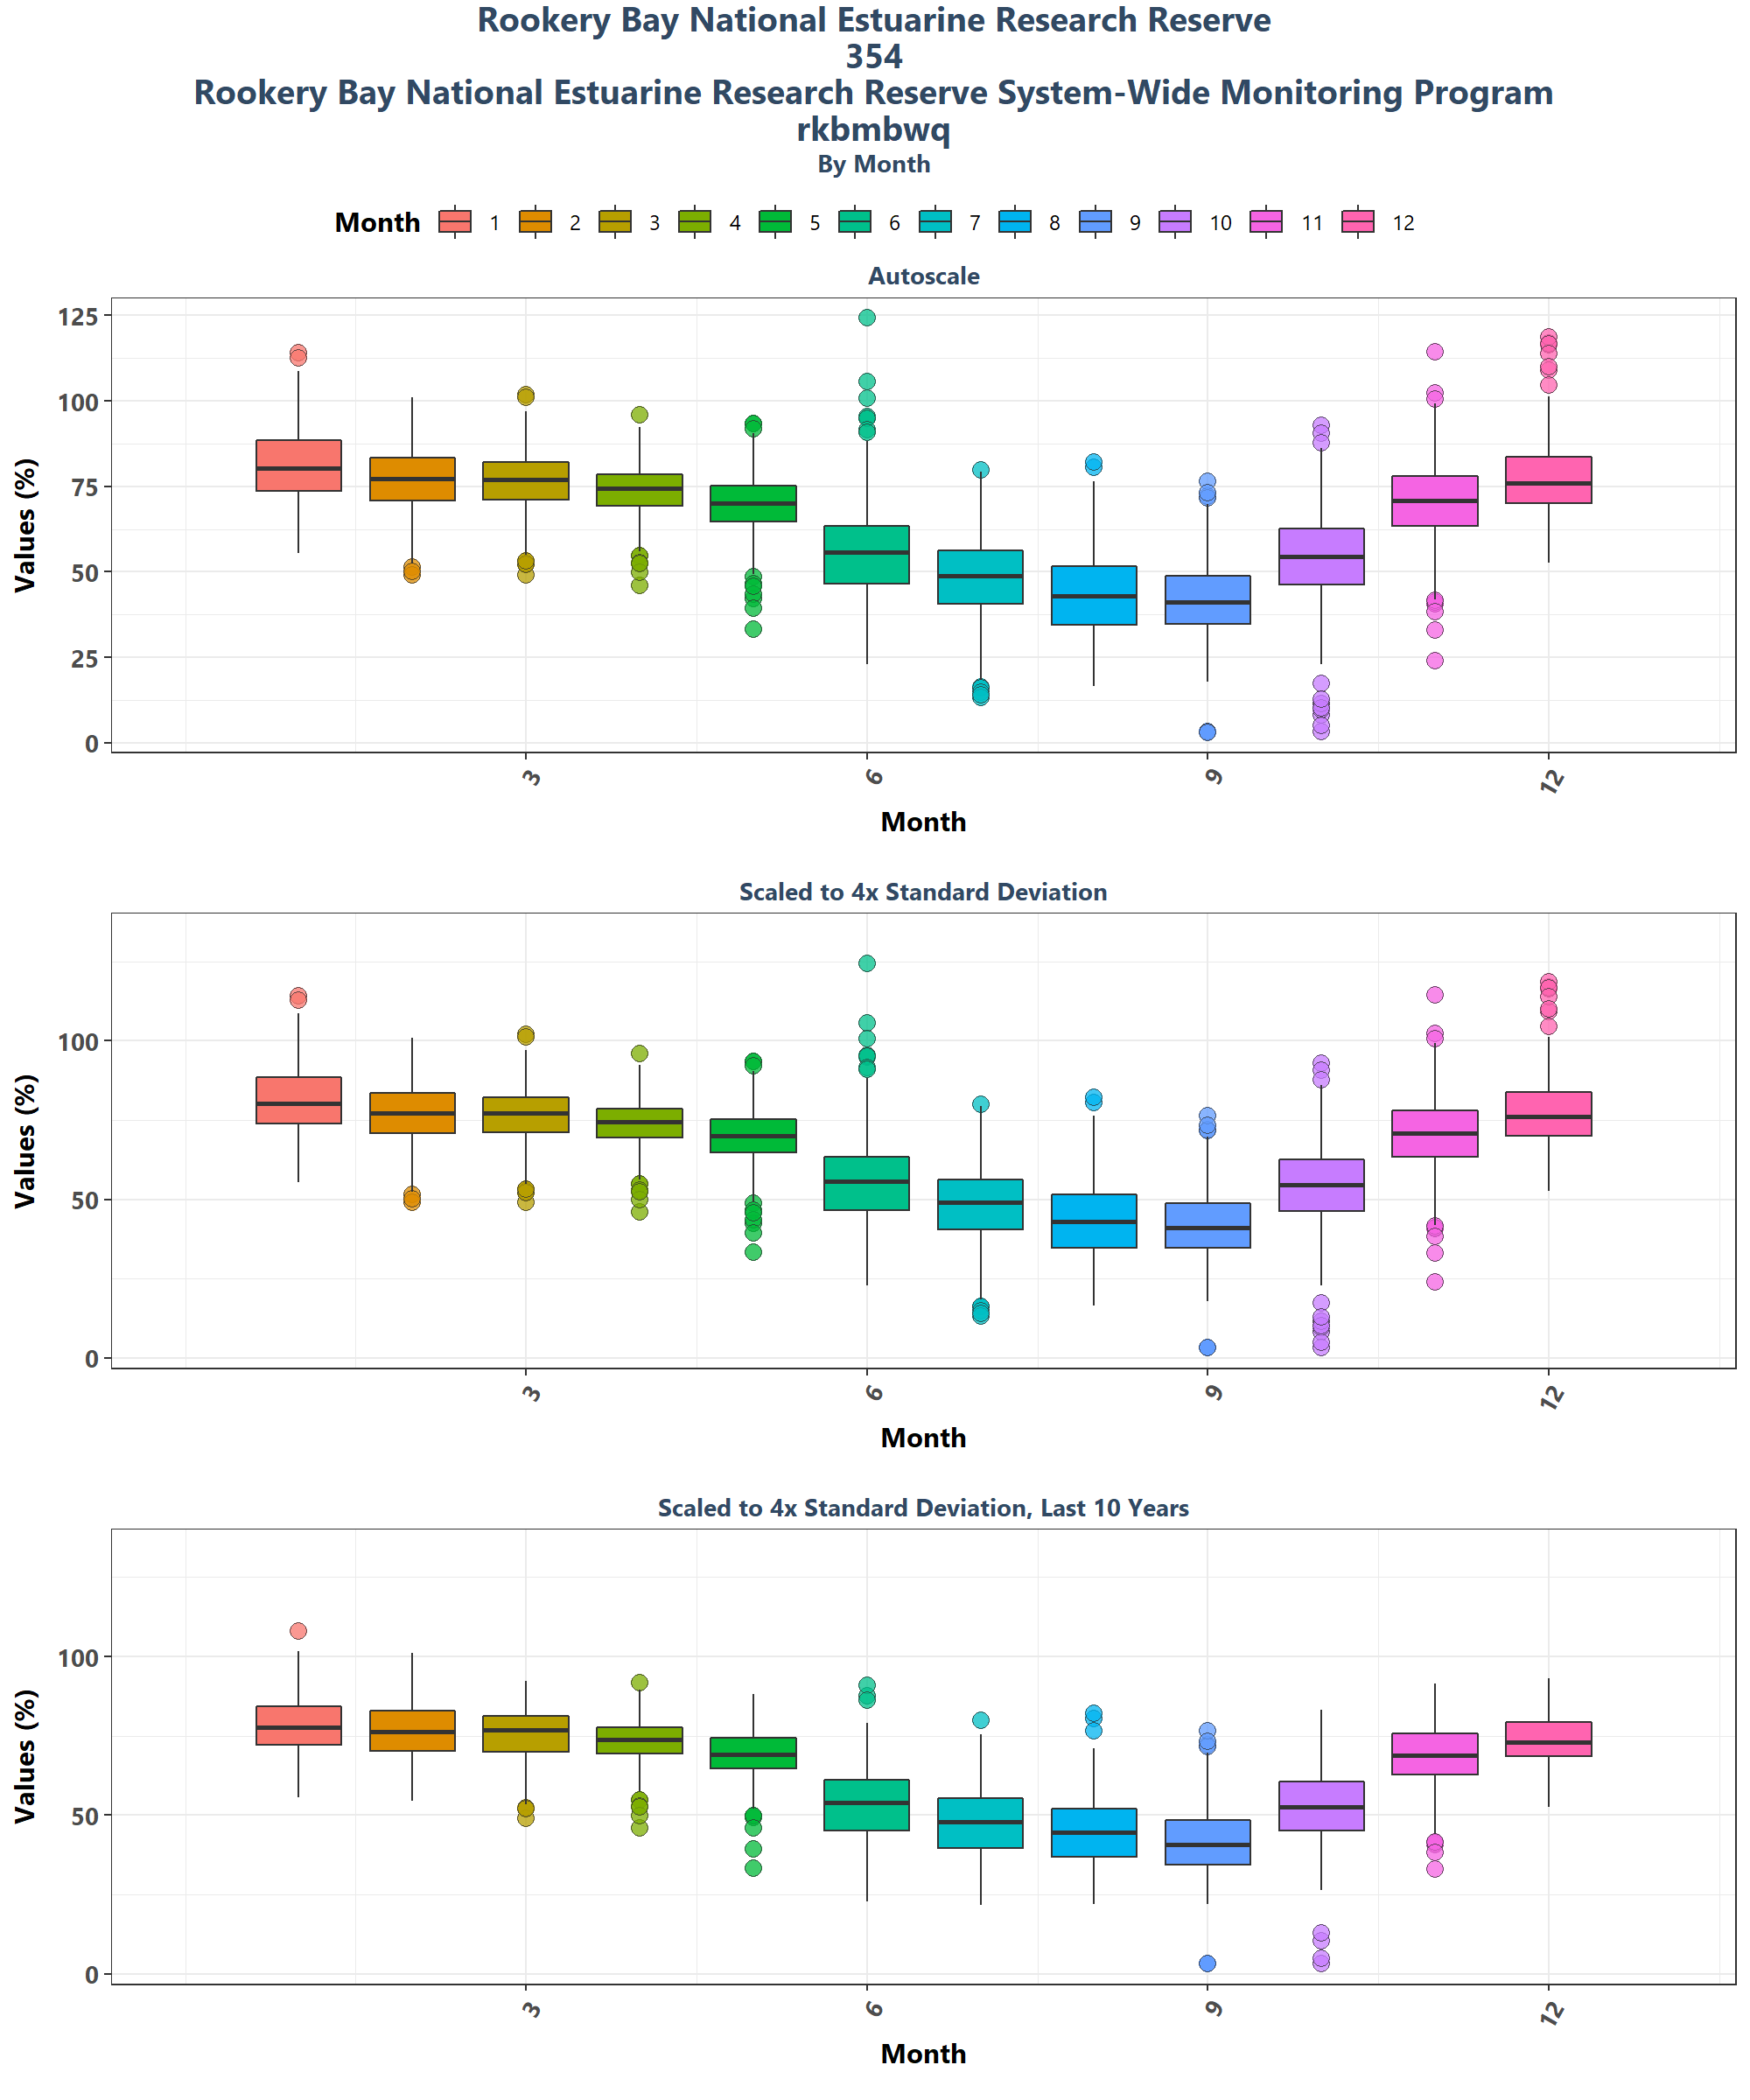 Rookery Bay National Estuarine Research Reserve
354
Rookery Bay National Estuarine Research Reserve System-Wide Monitoring Program
rkbmbwq
By Month
Month 1 2 3 4 5 6 7 8 9 10 11 12
Autoscale
Values (%)
125
100
75
50
25
0
3 6 9 12
Month
Scaled to 4x Standard Deviation
Values (%)
100
50
0
3 6 9 12
Month
Scaled to 4x Standard Deviation, Last 10 Years
Values (%)
100
50
0
3 6 9 12
Month